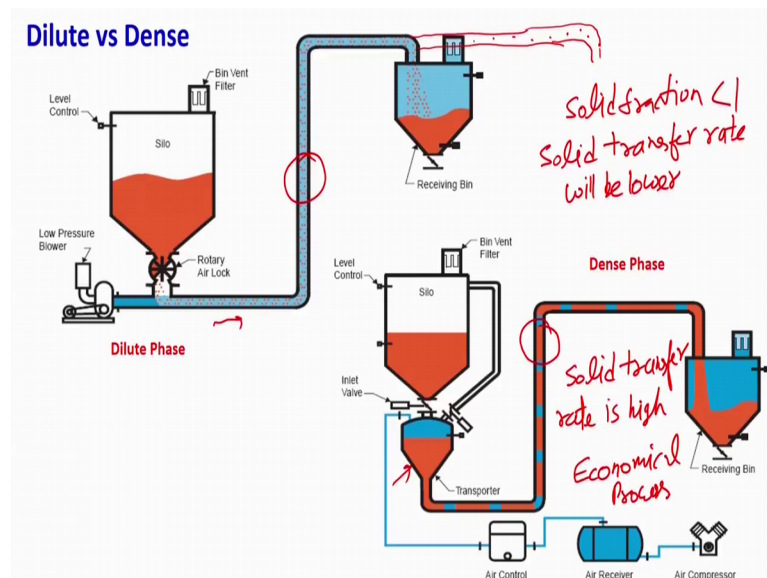 Dilute vs Dense
Bin Vent
Filter
Level
Control
Silo
Low Pressure
Blower
Rotary
Air Lock
Dilute Phase
Receiving Bin
Solid fraction <1
Solid transfer rate
will be lower
Dense Phase
Bin Vent
Filter
Level
Control
Silo
Inlet
Valve
Transporter
Solid transfer
rate is high
Economical
Process
Receiving Bin
Air Control
Air Receiver
Air Compressor